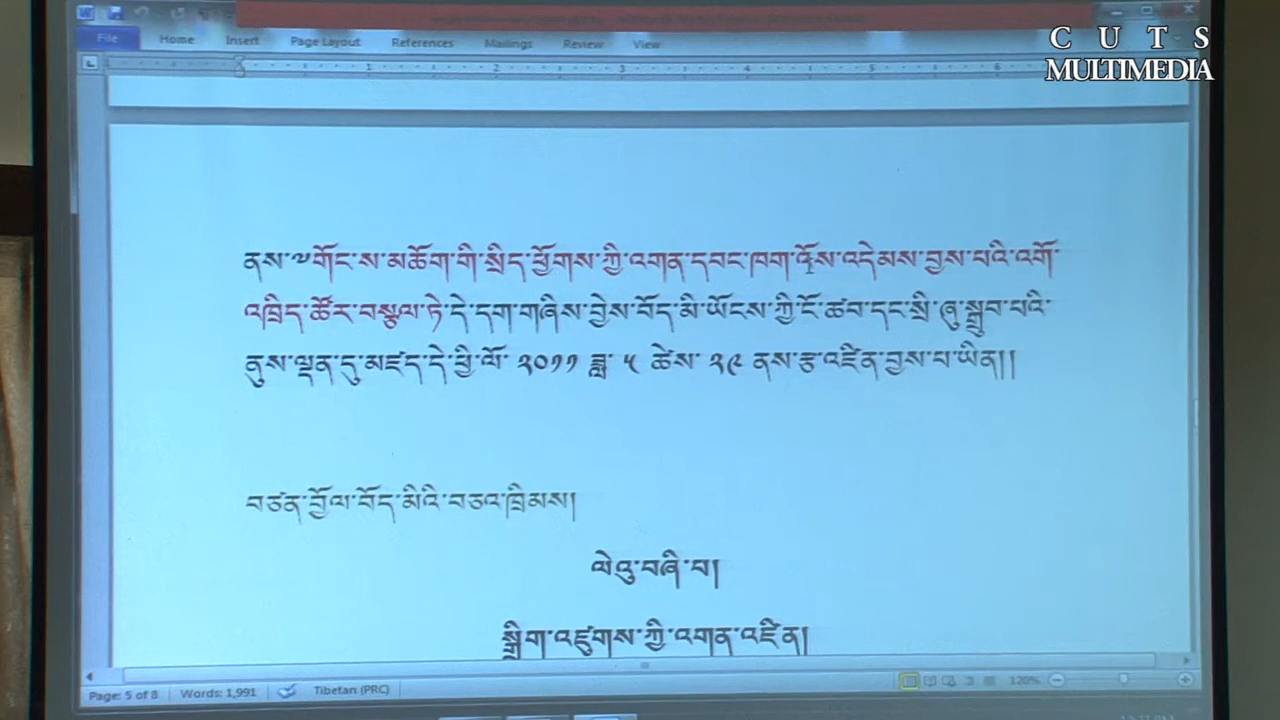 C U T S
MULTIMEDIA
File Home Insert Page Layout References Mailings Review View
ནས་༸གོང་ས་མཆོག་གི་སྲིད་ཕྱོགས་ཀྱི་འགན་དབང་ཁག་ཞོས་འདེམས་བྱས་པའི་འགོ་
འཁྲིད་ཚོར་བསྩལ་ཏེ་དེ་དག་གཞིས་བྱེས་བོད་མི་ཡོངས་ཀྱི་ངོ་ཚབ་དང་སྲི་ཞུ་སྒྲུབ་པའི་
ནུས་ལྡན་དུ་མཛད་དེ་ཕྱི་ལོ་ ༢༠༡༡ ཟླ་ ༥ ཚེས་ ༢༩ ནས་རྩ་འཛིན་བྱས་པ་ཡིན།།
བཙན་བྱོལ་བོད་མིའི་བཅའ་ཁྲིམས།
ལེའུ་བཞི་བ།
སྒྲིག་འཛུགས་ཀྱི་འགན་འཛིན།
Page: 5 of 8 Words: 1,991 Tibetan (PRC) 120%